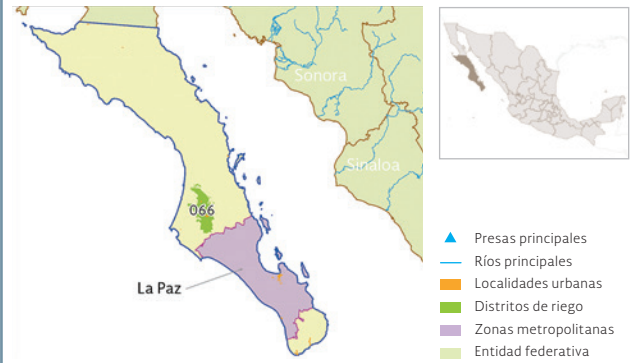 Sonora
Sinaloa
066
La Paz
Presas principales
Ríos principales
Localidades urbanas
Distritos de riego
Zonas metropolitanas
Entidad federativa